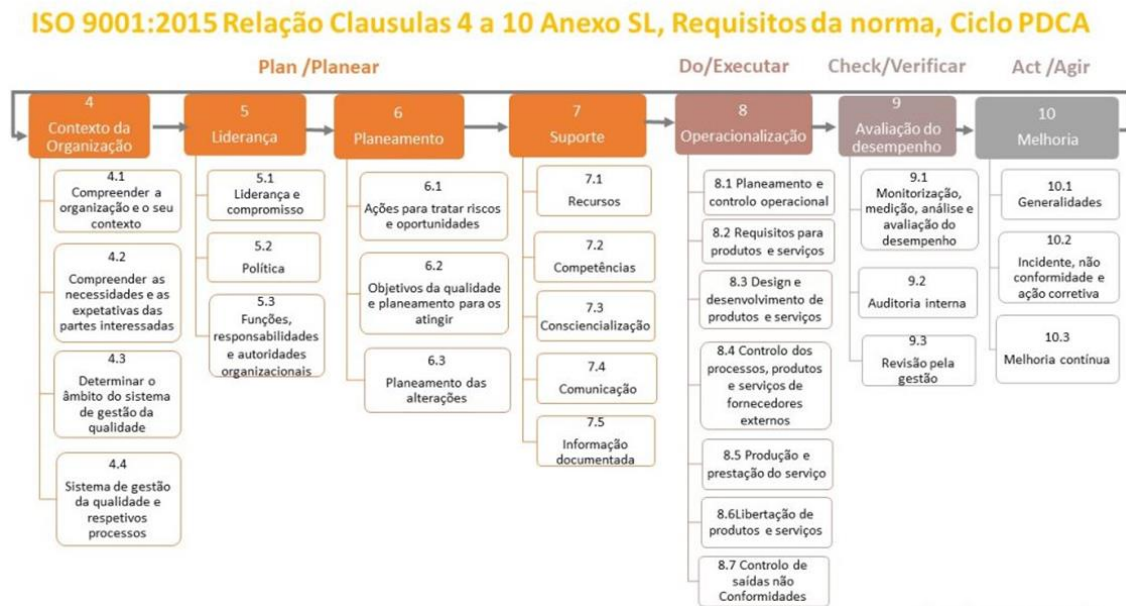 ISO 9001:2015 Relação Clausulas 4 a 10 Anexo SL, Requisitos da norma, Ciclo PDCA
Plan /Planear
Do/Executar
Check/Verificar
Act /Agir
4
Contexto da
Organização
4.1
Compreender a
organização e o seu
contexto
4.2
Compreender as
necessidades e as
expetativas das
partes interessadas
4.3
Determinar o
âmbito do sistema
de gestão da
qualidade
4.4
Sistema de gestão
da qualidade e
respetivos
processos
5
Liderança
5.1
Liderança e
compromisso
5.2
Política
5.3
Funções,
responsabilidades
e autoridades
organizacionais
6
Planeamento
6.1
Ações para tratar riscos
e oportunidades
6.2
Objetivos da qualidade
e planeamento para os
atingir
6.3
Planeamento das
alterações
7
Suporte
7.1
Recursos
7.2
Competências
7.3
Consciencialização
7.4
Comunicação
7.5
Informação
documentada
8
Operacionalização
8.1 Planeamento e
controlo operacional
8.2 Requisitos para
produtos e serviços
8.3 Design e
desenvolvimento de
produtos e serviços
8.4 Controlo dos
processos, produtos
e serviços de
fornecedores
externos
8.5 Produção e
prestação do serviço
8.6Libertação de
produtos e serviços
8.7 Controlo de
saídas não
Conformidades
9
Avaliação do
desempenho
9.1
Monitorização,
medição, análise e
avaliação do
desempenho
9.2
Auditoria interna
9.3
Revisão pela
gestão
10
Melhoria
10.1
Generalidades
10.2
Incidente, não
conformidade e
ação corretiva
10.3
Melhoria contínua